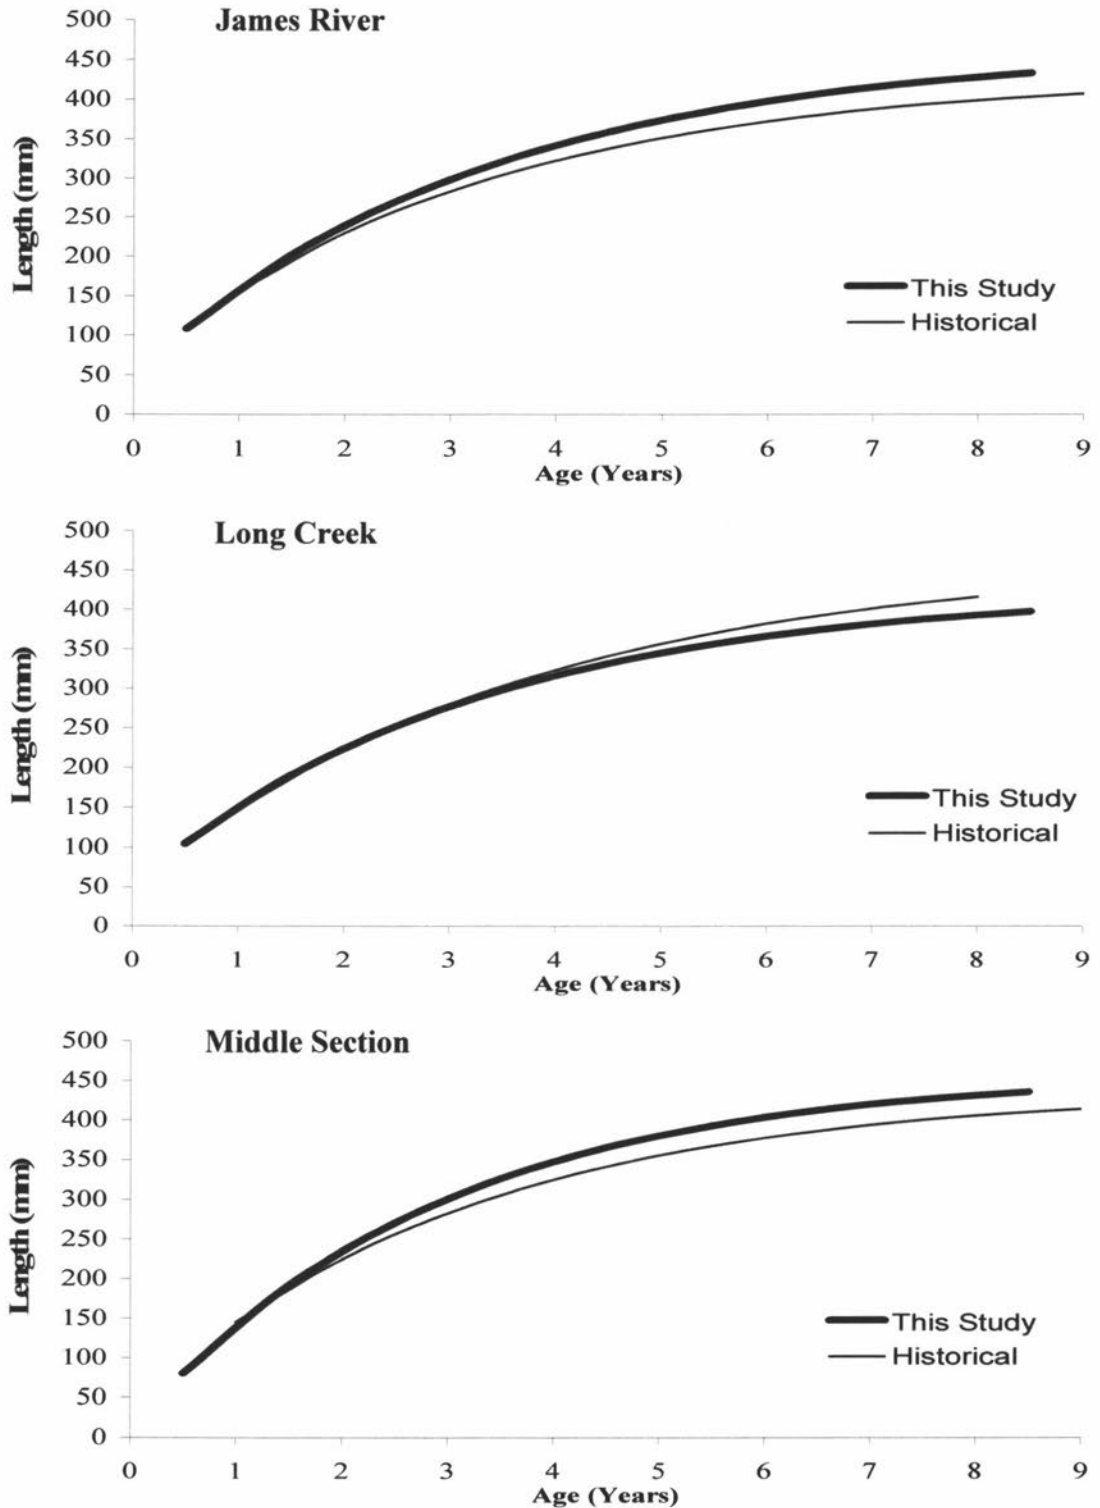 James River
500
450
400
350
300
250
200
150
100
50
0
Length (mm)
This Study
Historical
0 1 2 3 4 5 6 7 8 9
Age (Years)
Long Creek
500
450
400
350
300
250
200
150
100
50
0
Length (mm)
This Study
Historical
0 1 2 3 4 5 6 7 8 9
Age (Years)
Middle Section
500
450
400
350
300
250
200
150
100
50
0
Length (mm)
This Study
Historical
0 1 2 3 4 5 6 7 8 9
Age (Years)